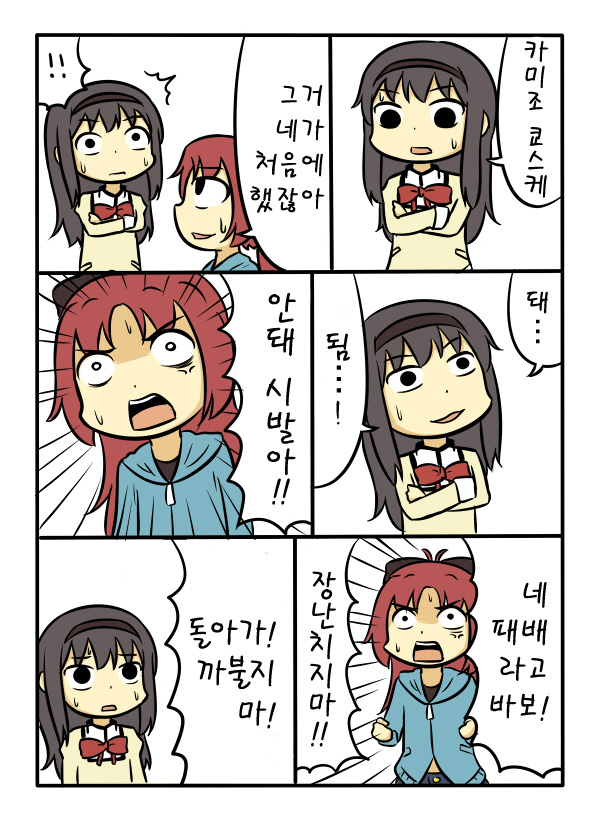 카미조 쿄스케
그거
네가
처음에
했잖아
!!
돼...
됨...!
안돼 시발아!!
네
패배
라고
바보!
장난치지마!!
돌아가!
까불지
마!